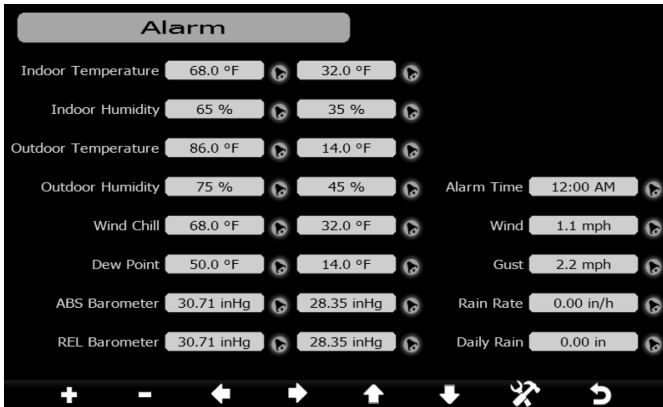 Alarm
Indoor Temperature 68.0 °F 32.0 °F
Indoor Humidity 65 % 35 %
Outdoor Temperature 86.0 °F 14.0 °F
Outdoor Humidity 75 % 45 % Alarm Time 12:00 AM
Wind Chill 68.0 °F 32.0 °F Wind 1.1 mph
Dew Point 50.0 °F 14.0 °F Gust 2.2 mph
ABS Barometer 30.71 inHg 28.35 inHg Rain Rate 0.00 in/h
REL Barometer 30.71 inHg 28.35 inHg Daily Rain 0.00 in